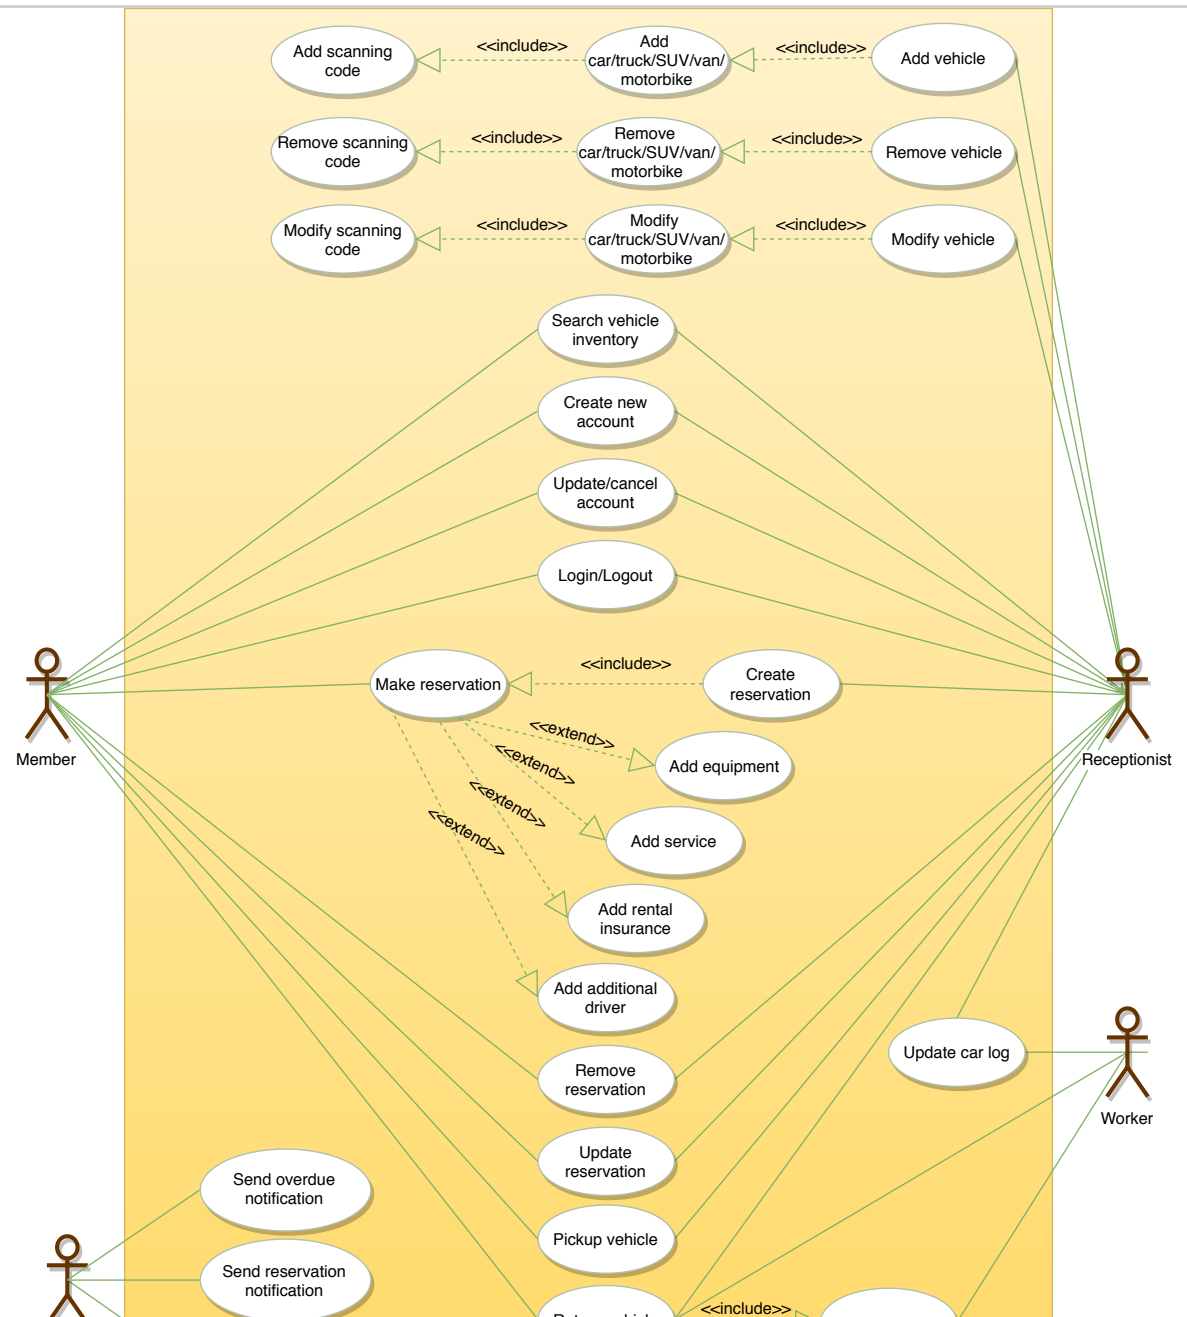 Add scanning
code
<<include>>
Add
car/truck/SUV/van/
motorbike
<<include>>
Add vehicle
Remove scanning
code
<<include>>
Remove
car/truck/SUV/van/
motorbike
<<include>>
Remove vehicle
Modify scanning
code
<<include>>
Modify
car/truck/SUV/van/
motorbike
<<include>>
Modify vehicle
Search vehicle
inventory
Create new
account
Update/cancel
account
Login/Logout
Member
Make reservation
<<include>>
Create
reservation
Receptionist
<<extend>>
Add equipment
<<extend>>
Add service
<<extend>>
Add rental
insurance
<<extend>>
Add additional
driver
Update car log
Worker
Remove
reservation
Update
reservation
Send overdue
notification
Pickup vehicle
Send reservation
notification
<<include>>